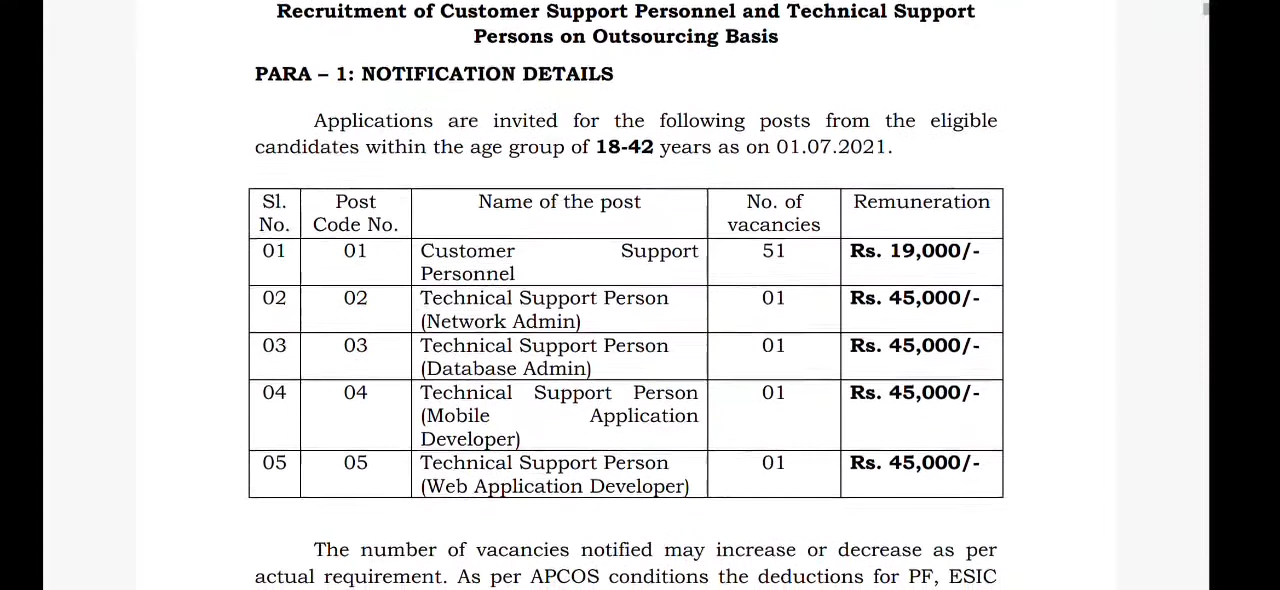 Recruitment of Customer Support Personnel and Technical Support
Persons on Outsourcing Basis
PARA – 1: NOTIFICATION DETAILS
Applications are invited for the following posts from the eligible
candidates within the age group of 18-42 years as on 01.07.2021.
Sl. No. Post Code No. Name of the post No. of vacancies Remuneration
01 01 Customer Support Personnel 51 Rs. 19,000/-
02 02 Technical Support Person (Network Admin) 01 Rs. 45,000/-
03 03 Technical Support Person (Database Admin) 01 Rs. 45,000/-
04 04 Technical Support Person (Mobile Application Developer) 01 Rs. 45,000/-
05 05 Technical Support Person (Web Application Developer) 01 Rs. 45,000/-
The number of vacancies notified may increase or decrease as per
actual requirement. As per APCOS conditions the deductions for PF, ESIC